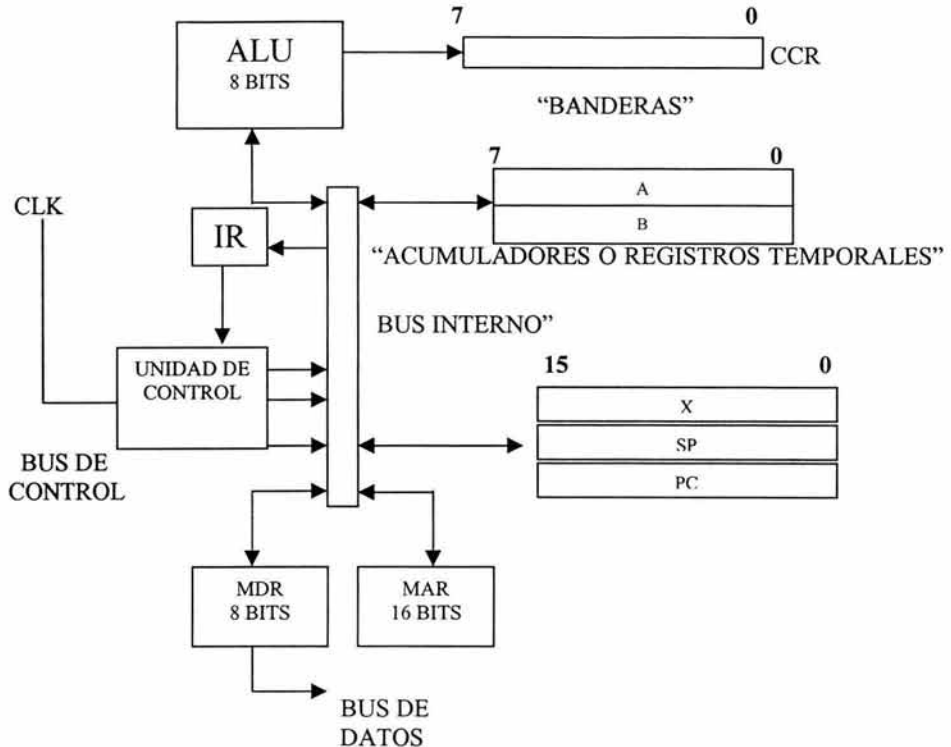 7 0
ALU
8 BITS
CCR
“BANDERAS”
7 0
A
B
CLK
IR
“ACUMULADORES O REGISTROS TEMPORALES”
BUS INTERNO”
UNIDAD DE
CONTROL
15 0
X
SP
PC
BUS DE
CONTROL
MDR
8 BITS
MAR
16 BITS
BUS DE
DATOS